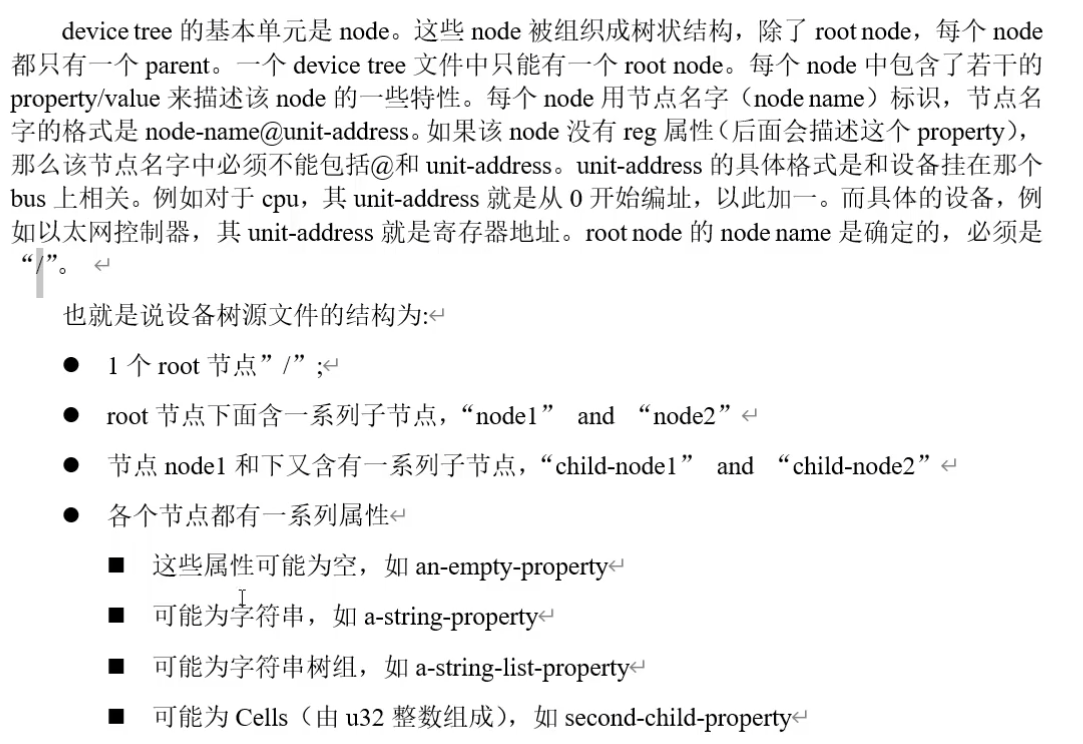 device tree 的基本单元是 node。这些 node 被组织成树状结构，除了 root node，每个 node
都只有一个 parent。一个 device tree 文件中只能有一个 root node。每个 node 中包含了若干的
property/value 来描述该 node 的一些特性。每个 node 用节点名字（node name）标识，节点名
字的格式是 node-name@unit-address。如果该 node 没有 reg 属性（后面会描述这个 property），
那么该节点名字中必须不能包括@和 unit-address。unit-address 的具体格式是和设备挂在那个
bus 上相关。例如对于 cpu，其 unit-address 就是从 0 开始编址，以此加一。而具体的设备，例
如以太网控制器，其 unit-address 就是寄存器地址。root node 的 node name 是确定的，必须是
“/”。 ↵
也就是说设备树源文件的结构为:↵
● 1 个 root 节点”/”;↵
● root 节点下面含一系列子节点，“node1” and “node2”↵
● 节点 node1 和下又含有一系列子节点，“child-node1” and “child-node2”↵
● 各个节点都有一系列属性↵
■ 这些属性可能为空，如 an-empty-property↵
■ 可能为字符串，如 a-string-property↵
■ 可能为字符串树组，如 a-string-list-property↵
■ 可能为 Cells（由 u32 整数组成），如 second-child-property↵